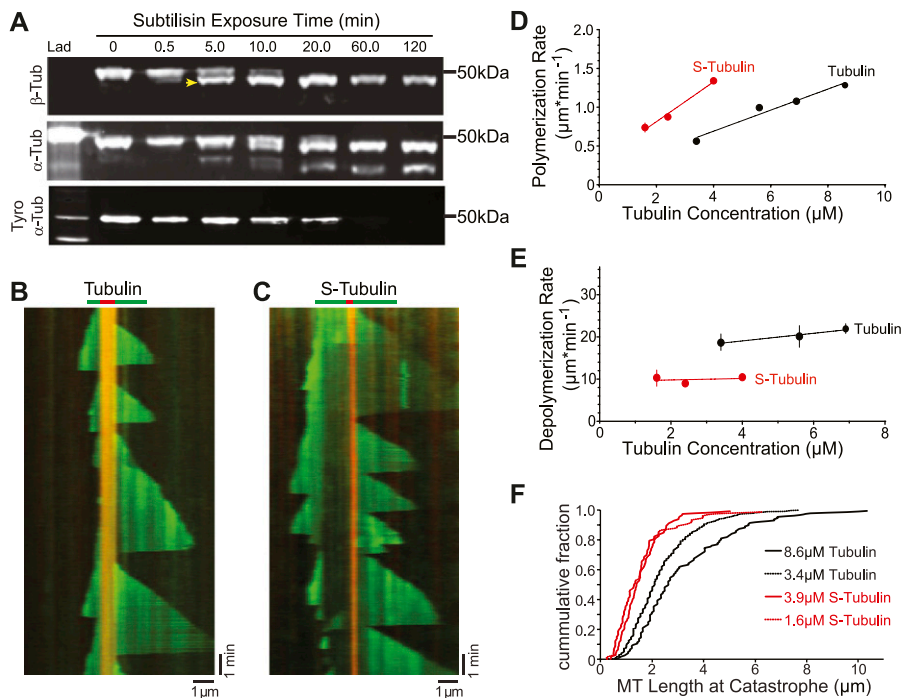 A
Subtilisin Exposure Time (min)
Lad 0 0.5 5.0 10.0 20.0 60.0 120
β-Tub
50kDa
α-Tub
50kDa
Tyro
α-Tub
50kDa
B
Tubulin
1 min
1µm
C
S-Tubulin
1 min
1µm
D
Polymerization Rate
(µm*min-1)
2.0
1.5
1.0
0.5
0.0
S-Tubulin
Tubulin
0 2 4 6 8 10
Tubulin Concentration (µM)
E
Depolymerization Rate
(µm*min-1)
30
20
10
0
Tubulin
S-Tubulin
0 2 4 6 8
Tubulin Concentration (µM)
F
cummulative fraction
1.0
0.8
0.6
0.4
0.2
0
8.6µM Tubulin
3.4µM Tubulin
3.9µM S-Tubulin
1.6µM S-Tubulin
0 2 4 6 8 10
MT Length at Catastrophe (µm)